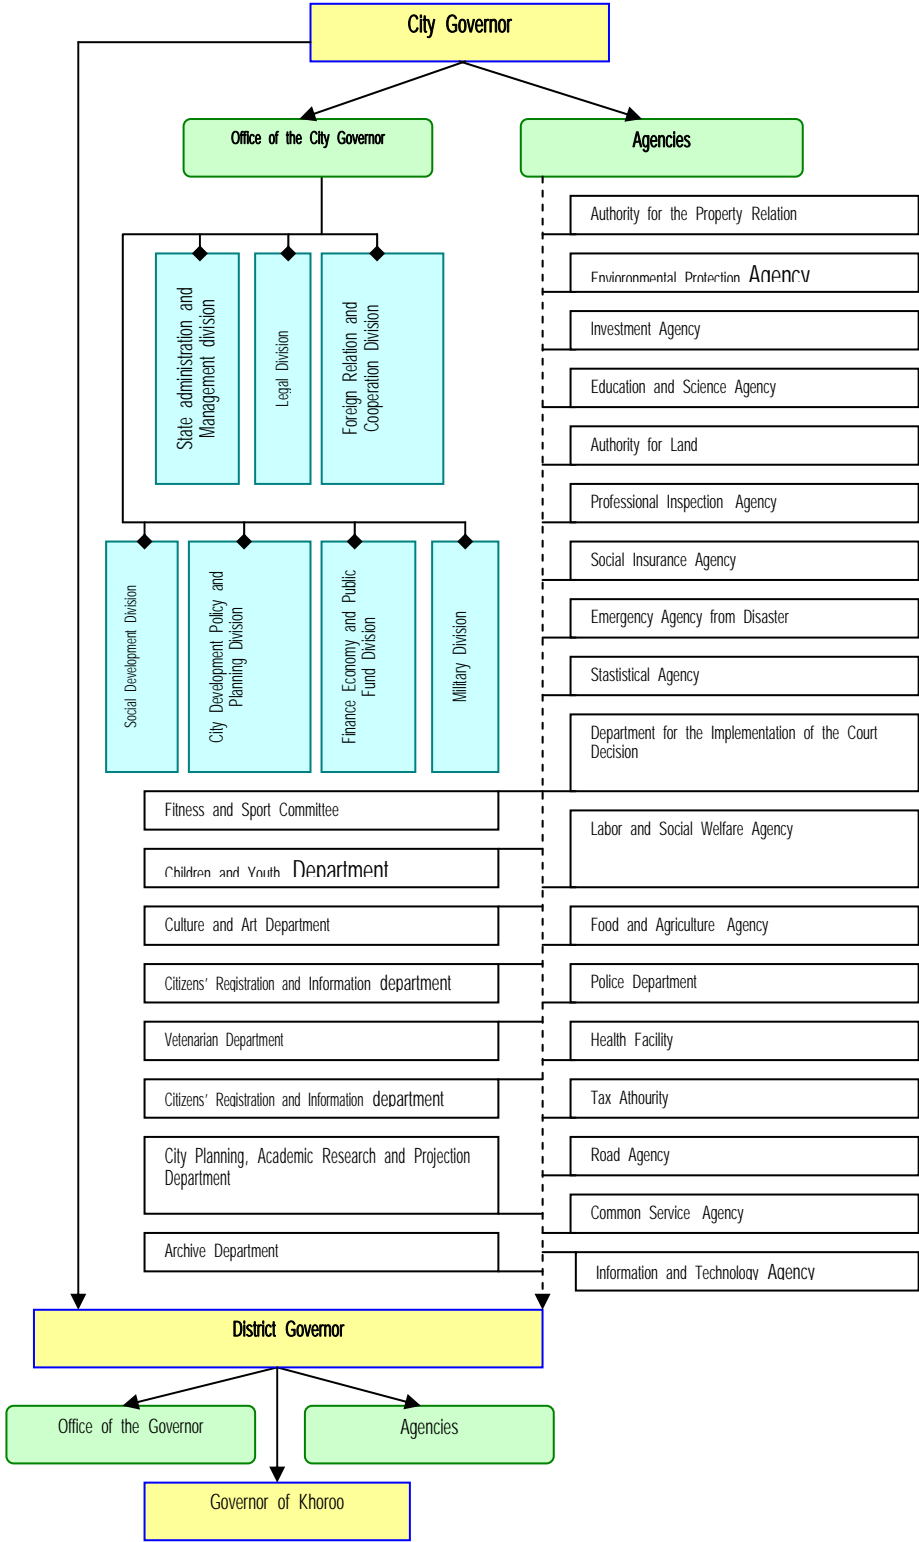 City Governor
Office of the City Governor
Agencies
Authority for the Property Relation
Envioronmental Protection Agency
Investment Agency
Education and Science Agency
Authority for Land
Professional Inspection Agency
Social Insurance Agency
Emergency Agency from Disaster
Stastistical Agency
Department for the Implementation of the Court
Decision
Labor and Social Welfare Agency
Food and Agriculture Agency
Police Department
Health Facility
Tax Athourity
Road Agency
Common Service Agency
Information and Technology Agency
State administration and
Management division
Legal Division
Foreign Relation and
Cooperation Division
Social Development Division
City Development Policy and
Planning Division
Finance Economy and Public
Fund Division
Military Division
Fitness and Sport Committee
Children and Youth Department
Culture and Art Department
Citizens' Registration and Information department
Vetenarian Department
Citizens' Registration and Information department
City Planning, Academic Research and Projection
Department
Archive Department
District Governor
Office of the Governor
Agencies
Governor of Khoroo